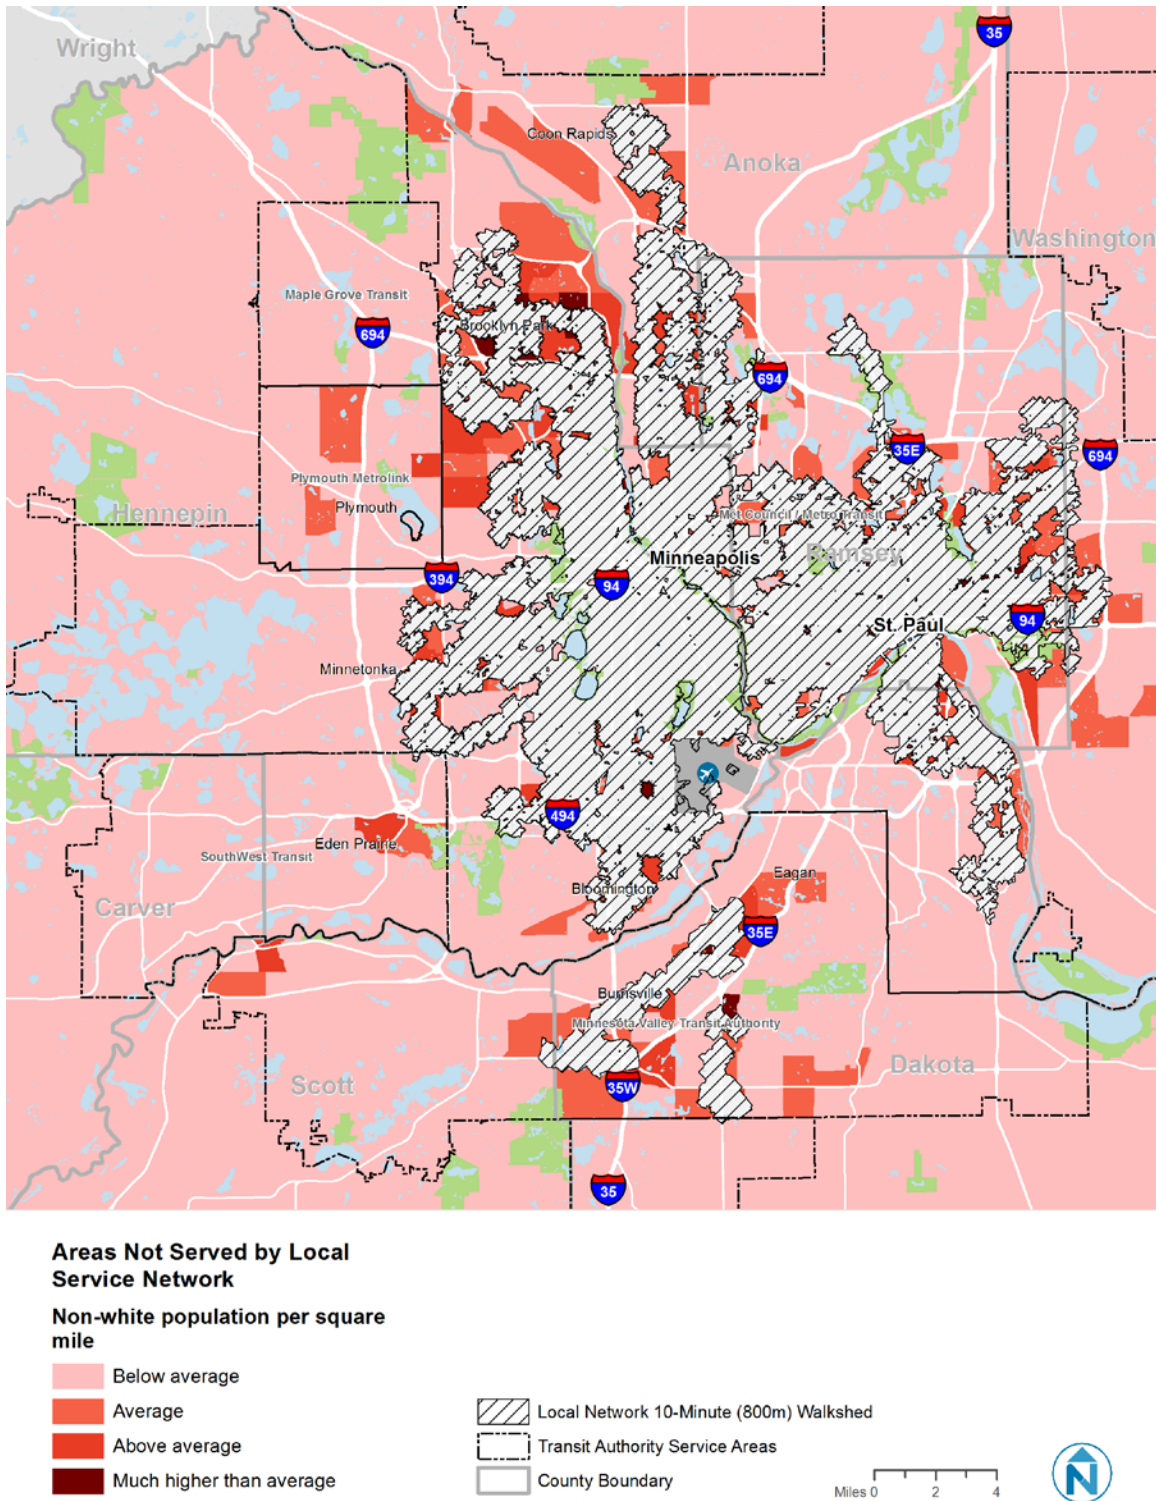 Wright
35
Coon Rapids
Anoka
Washington
Maple Grove Transit
694
Brooklyn Park
694
35E
694
Plymouth Metrolink
Plymouth
Hennepin
Met Council / Metro Transit
Minneapolis
Ramsey
394
94
94
St. Paul
Minnetonka
494
Eden Prairie
SouthWest Transit
Eagan
Bloomington
Carver
35E
Burnsville
Minnesota Valley Transit Authority
Dakota
Scott
35W
35
Areas Not Served by Local
Service Network
Non-white population per square
mile
Below average
Average
Above average
Much higher than average
Local Network 10-Minute (800m) Walkshed
Transit Authority Service Areas
County Boundary
Miles 0 2 4
N